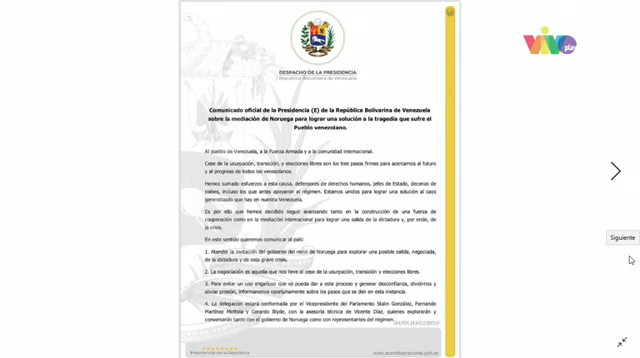 VIVO
play
DESPACHO DE LA PRESIDENCIA
República Bolivariana de Venezuela
Comunicado oficial de la Presidencia (E) de la República Bolivariana de Venezuela
sobre la mediación de Noruega para lograr una solución a la tragedia que sufre el
Pueblo venezolano.
Al pueblo de Venezuela, a la Fuerza Armada y a la comunidad internacional.
Cese de la usurpación, transición, y elecciones libres son los tres pasos firmes para acercarnos al futuro
y al progreso de todos los venezolanos.
Hemos sumado esfuerzos a esta causa, defensores de derechos humanos, jefes de Estado, decenas de
países, incluso los que antes apoyaron al régimen. Estamos unidos para lograr una solución al caos
generalizado que hay en nuestra Venezuela.
Es por ello que hemos decidido seguir avanzando tanto en la construcción de una fuerza de
cooperación como en la mediación internacional para lograr una salida de la dictadura y, por ende, de
la crisis.
En este sentido queremos comunicar al país:
1. Atender la invitación del gobierno del reino de Noruega para explorar una posible salida, negociada,
de la dictadura y de esta grave crisis.
2. La negociación es aquella que nos lleve al cese de la usurpación, transición y elecciones libres.
3. Para evitar un uso engañoso que se pueda dar a este proceso y generar desconfianza, dividirnos y
aliviar presión, informaremos oportunamente sobre los pasos que se den en esta instancia.
4. La delegación estará conformada por el Vicepresidente del Parlamento Stalin González, Fernando
Martínez Mottola y Gerardo Blyde, con la asesoría técnica de Vicente Díaz, quienes explorarán y
conversarán tanto con el gobierno de Noruega como con representantes del régimen.
Presidencia de la República
www.asambleanacional.gob.ve
Siguiente